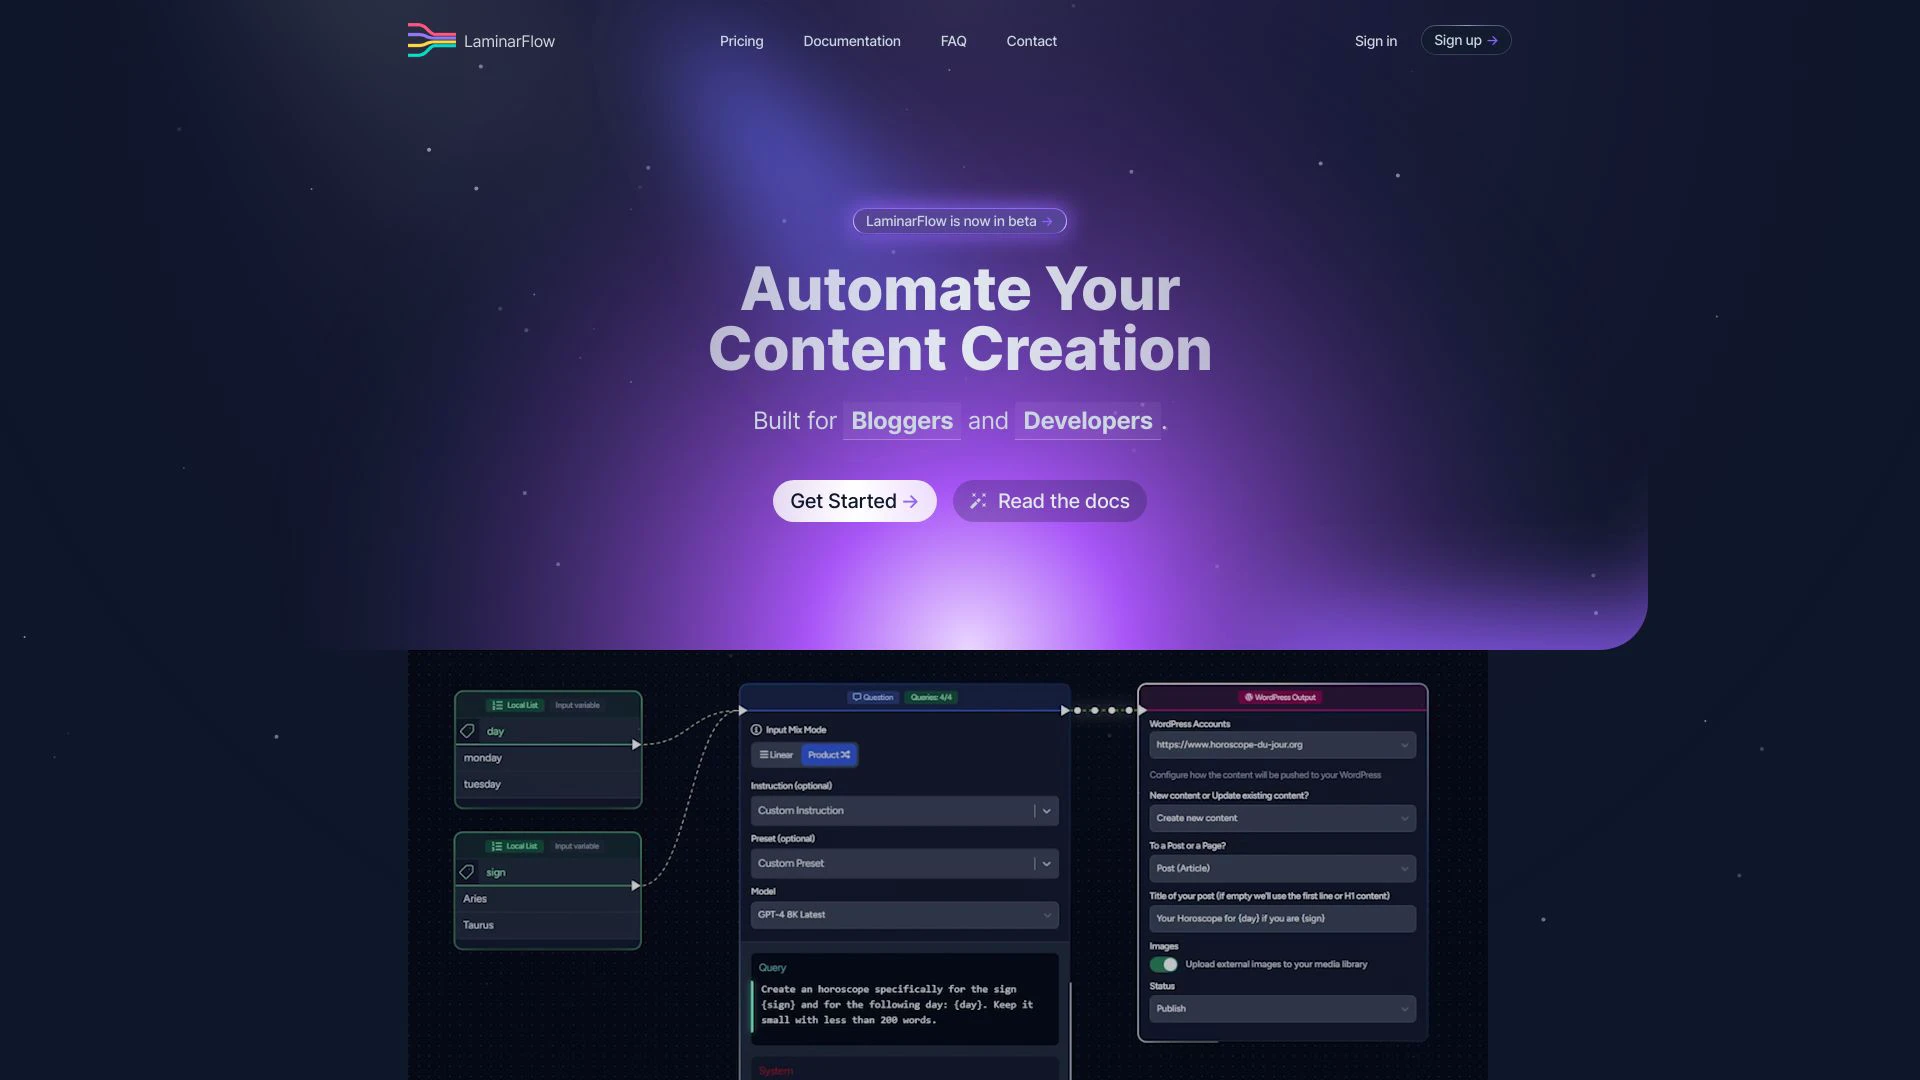 LaminarFlow
Pricing
Documentation
FAQ
Contact
Sign in
Sign up →
LaminarFlow is now in beta →
Automate Your
Content Creation
Built for Bloggers and Developers .
Get Started →
Read the docs
Local List
Input variable
day
monday
tuesday
Local List
Input variable
sign
Aries
Taurus
Question
Queries: 4/4
Input Mix Mode
Linear
Product
Instruction (optional)
Custom Instruction
Preset (optional)
Custom Preset
Model
GPT-4 8K Latest
Query
Create an horoscope specifically for the sign
{sign} and for the following day: {day}. Keep it
small with less than 200 words.
System
WordPress Output
WordPress Accounts
https://www.horoscope-du-jour.org
Configure how the content will be pushed to your WordPress
New content or Update existing content?
Create new content
To a Post or a Page?
Post (Article)
Title of your post (if empty we'll use the first line or H1 content)
Your Horoscope for {day} if you are {sign}
Images
Upload external images to your media library
Status
Publish